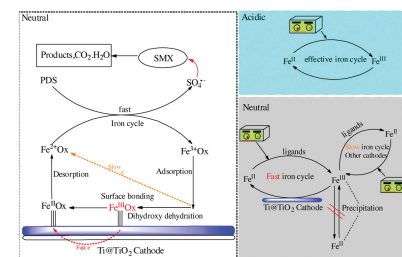 Neutral
Products,CO2.H2O
SMX
PDS
SO4•−
fast
Iron cycle
Fe2+Ox
Fe3+Ox
Slow
e-
Desorption
Adsorption
Surface bonding
FeIIOx
FeIIIOx
Dihydroxy dehydration
Fast e-
Ti@TiO2 Cathode
Acidic
FeII
effective iron cycle
FeIII
Neutral
ligands
FeII
Fast iron cycle
FeIII
Ti@TiO2 Cathode
ligands
FeII
Slow iron cycle
Other cathodes
Precipitation
FeII